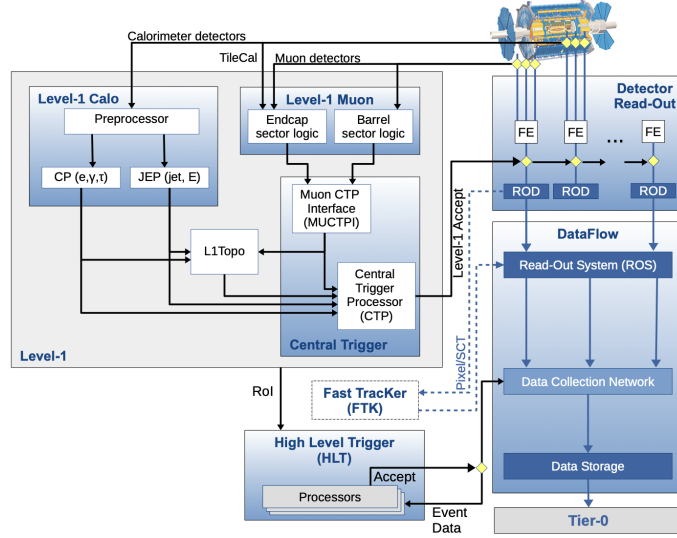 Calorimeter detectors
TileCal
Muon detectors
Detector
Read-Out
Level-1 Calo
Preprocessor
CP (e,γ,τ)
JEP (jet, E)
Level-1 Muon
Endcap
sector logic
Barrel
sector logic
FE
FE
...
FE
ROD
ROD
ROD
Muon CTP
Interface
(MUCTPI)
L1Topo
Central
Trigger
Processor
(CTP)
Central Trigger
Level-1
Level-1 Accept
Pixel/SCT
DataFlow
Read-Out System (ROS)
Data Collection Network
Data Storage
Tier-0
RoI
Fast TracKer
(FTK)
High Level Trigger
(HLT)
Accept
Processors
Event
Data